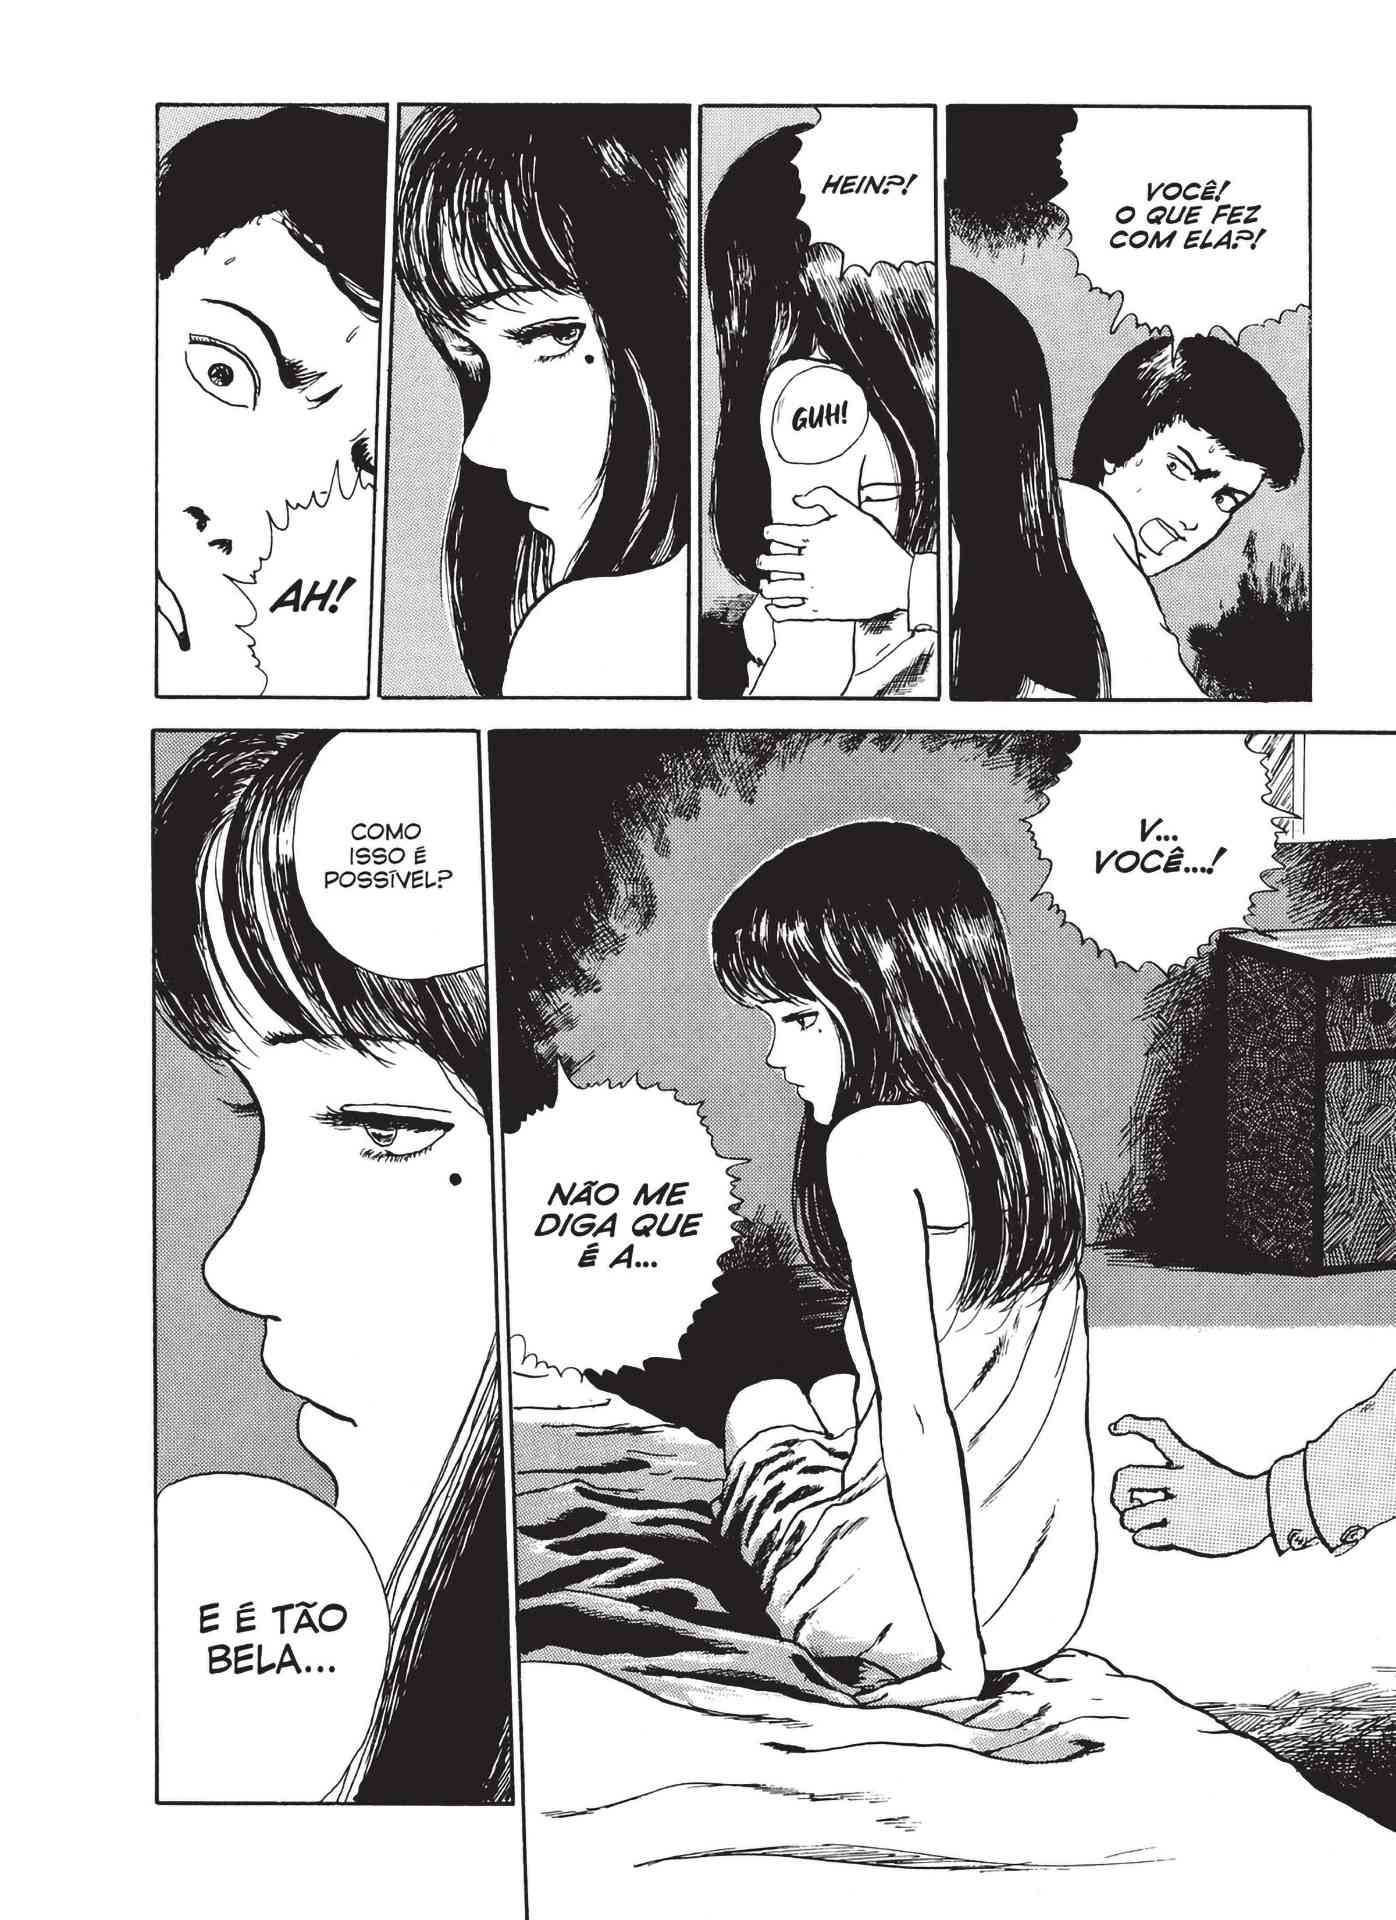 VOCÊ!
O QUE FEZ
COM ELA?!
HEIN?!
GUH!
AH!
V...
VOCÊ...!
NÃO ME
DIGA QUE
É A...
COMO
ISSO É
POSSÍVEL?
E É TÃO
BELA...